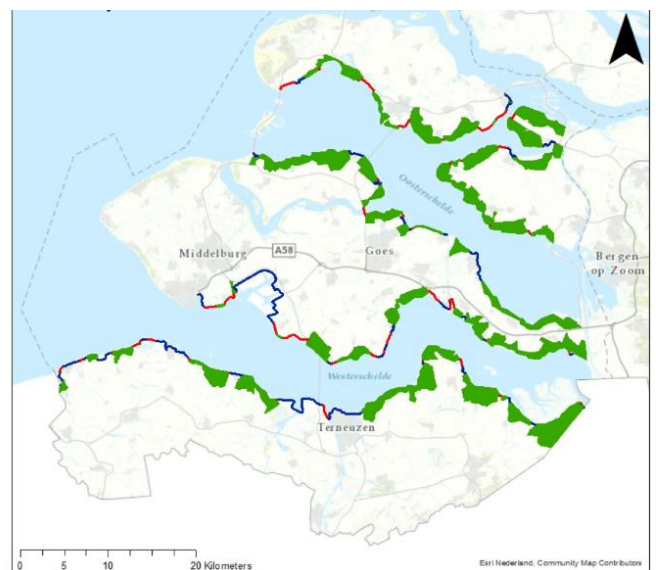 Oosterschelde
Middelburg
A58
Goes
Bergen
op Zoom
Westerschelde
Terneuzen
0 5 10 20 Kilometers
Esri Nederland, Community Map Contributors